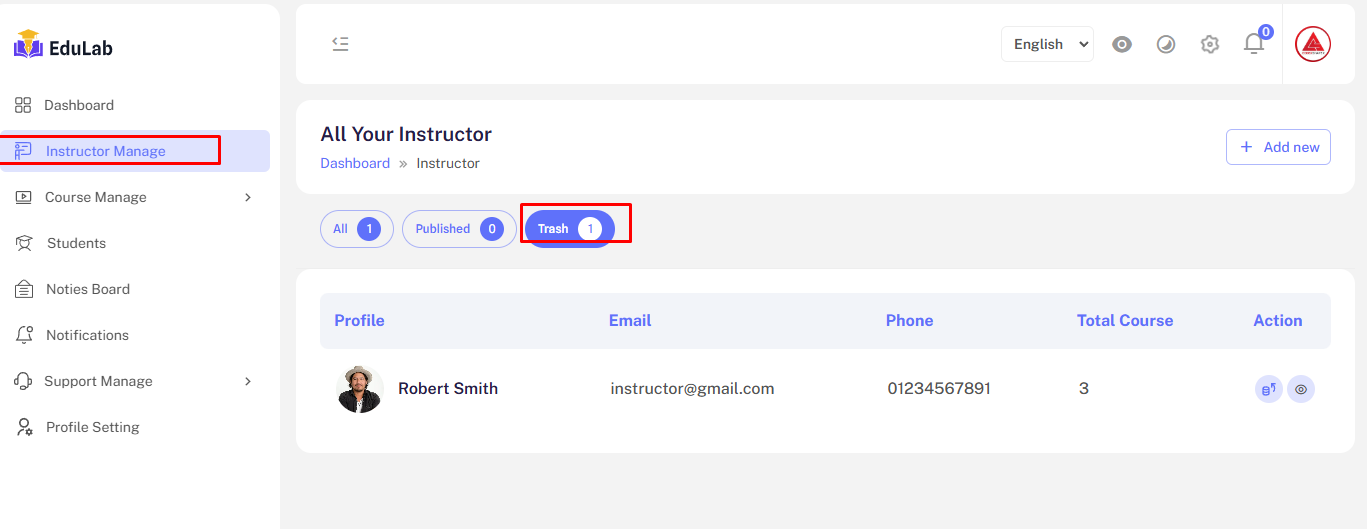 EduLab
English
0
Dashboard
Instructor Manage
Course Manage
Students
Noties Board
Notifications
Support Manage
Profile Setting
All Your Instructor
Dashboard » Instructor
+ Add new
All 1
Published 0
Trash 1
Profile Email Phone Total Course Action
Robert Smith instructor@gmail.com 01234567891 3